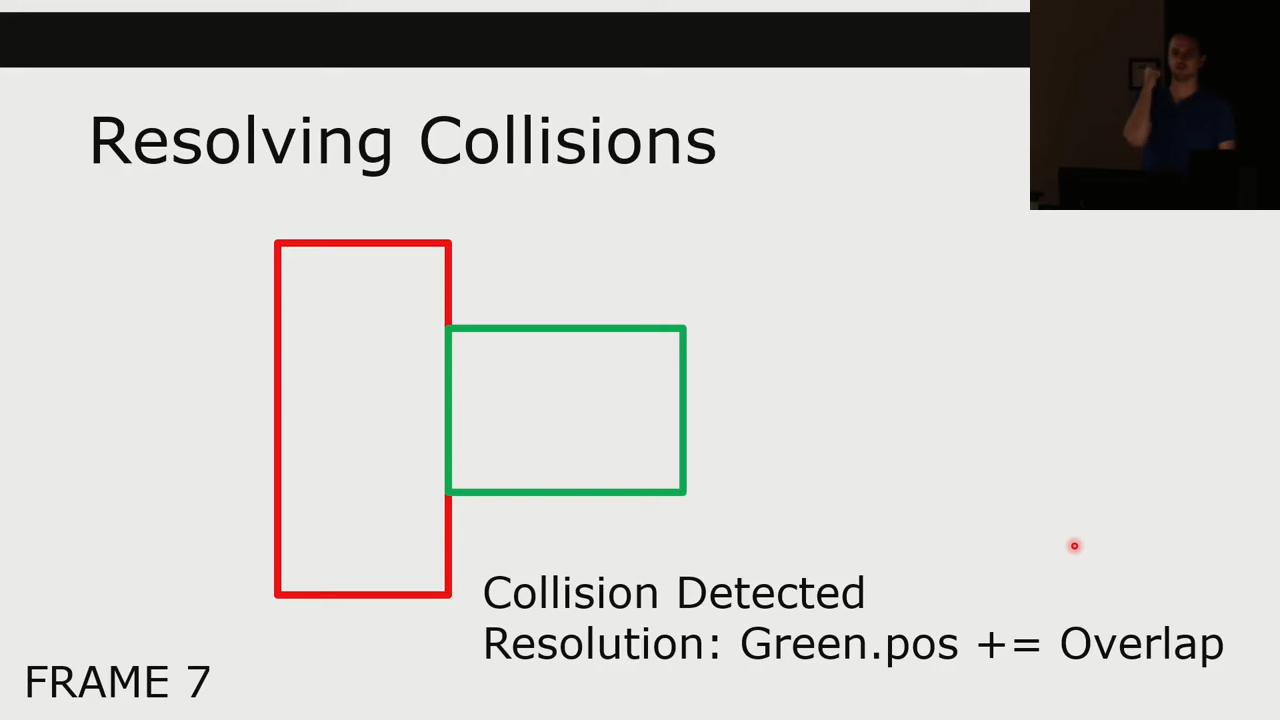 Resolving Collisions
Collision Detected
Resolution: Green.pos += Overlap
FRAME 7